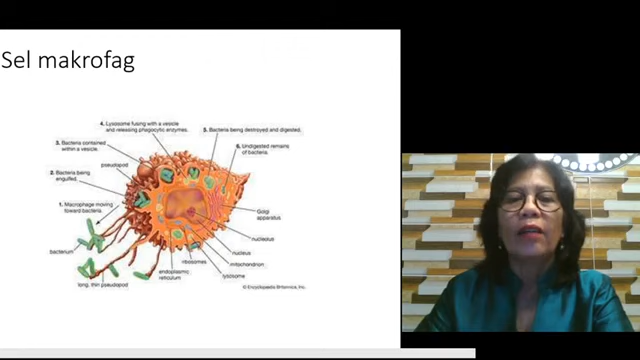 Sel makrofag
4. Lysosome fusing with a vesicle
and releasing phagocytic enzymes.
5. Bacteria being destroyed and digested.
3. Bacteria contained
within a vesicle.
6. Undigested remains
of bacteria.
pseudopod
2. Bacteria being
engulfed.
1. Macrophage moving
toward bacteria.
Golgi
apparatus
nucleolus
bacterium
nucleus
ribosomes
mitochondrion
endoplasmic
reticulum
lysosome
long, thin pseudopod
© Encyclopædia Britannica, Inc.